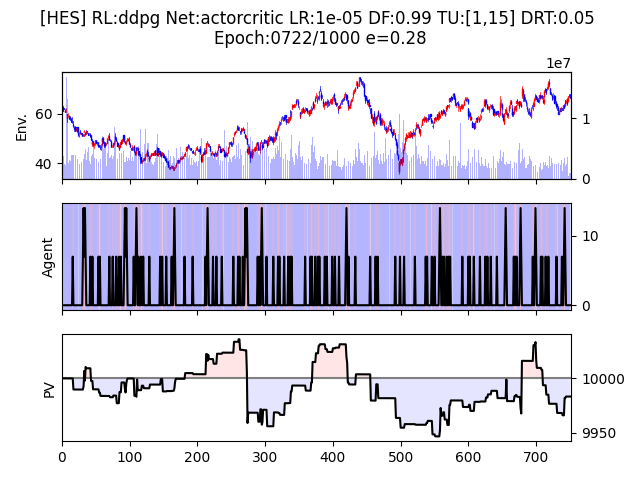 [HES] RL:ddpg Net:actorcritic LR:1e-05 DF:0.99 TU:[1,15] DRT:0.05
Epoch:0722/1000 e=0.28
1e7
Env.
60
40
1
0
Agent
10
0
PV
10000
9950
0 100 200 300 400 500 600 700